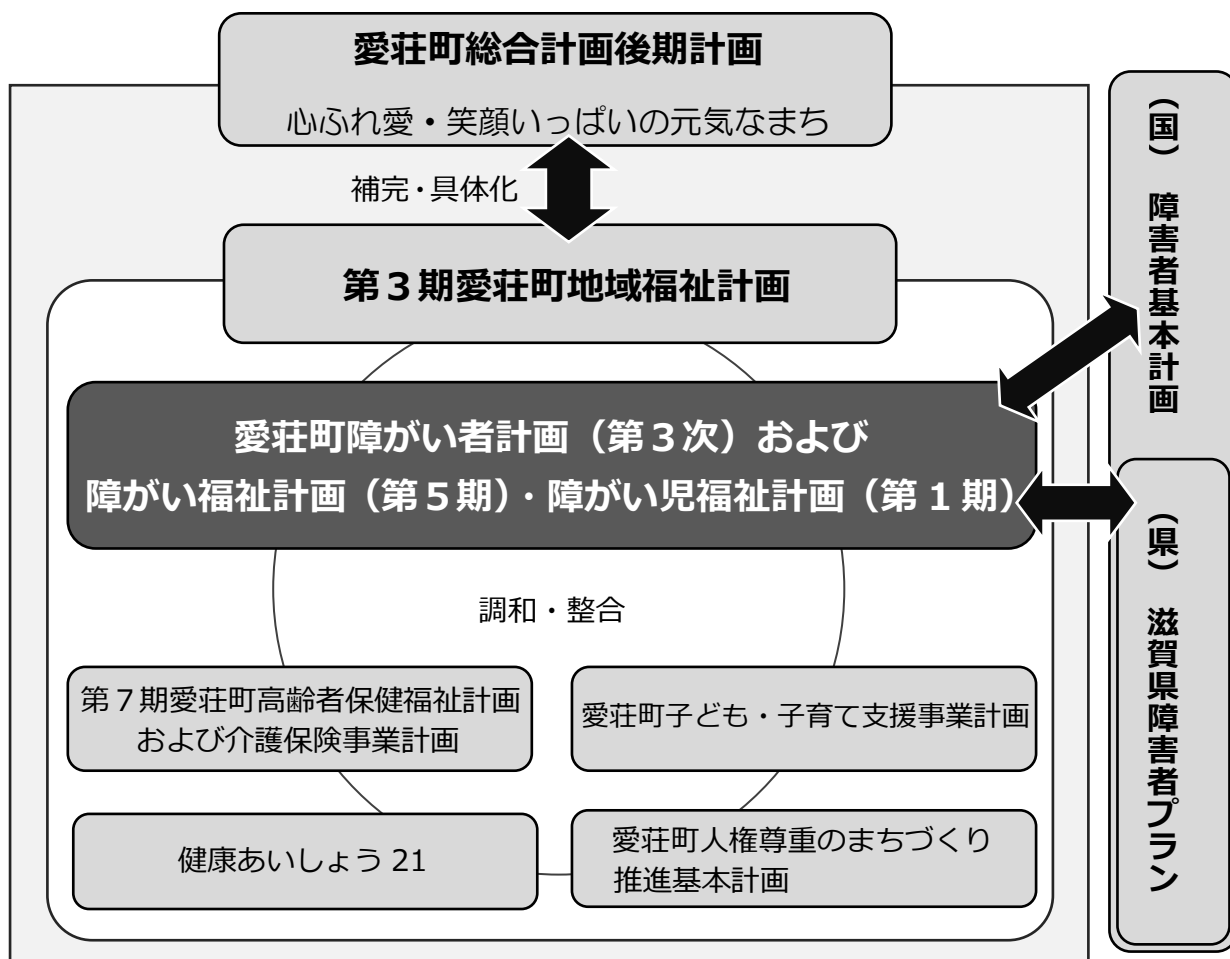 愛荘町総合計画後期計画
心ふれ愛・笑顔いっぱいの元気なまち
補完・具体化
第３期愛荘町地域福祉計画
愛荘町障がい者計画（第３次）および
障がい福祉計画（第５期）・障がい児福祉計画（第１期）
調和・整合
第７期愛荘町高齢者保健福祉計画
および介護保険事業計画
愛荘町子ども・子育て支援事業計画
健康あいしょう 21
愛荘町人権尊重のまちづくり
推進基本計画
（国）　障害者基本計画
（県）　滋賀県障害者プラン